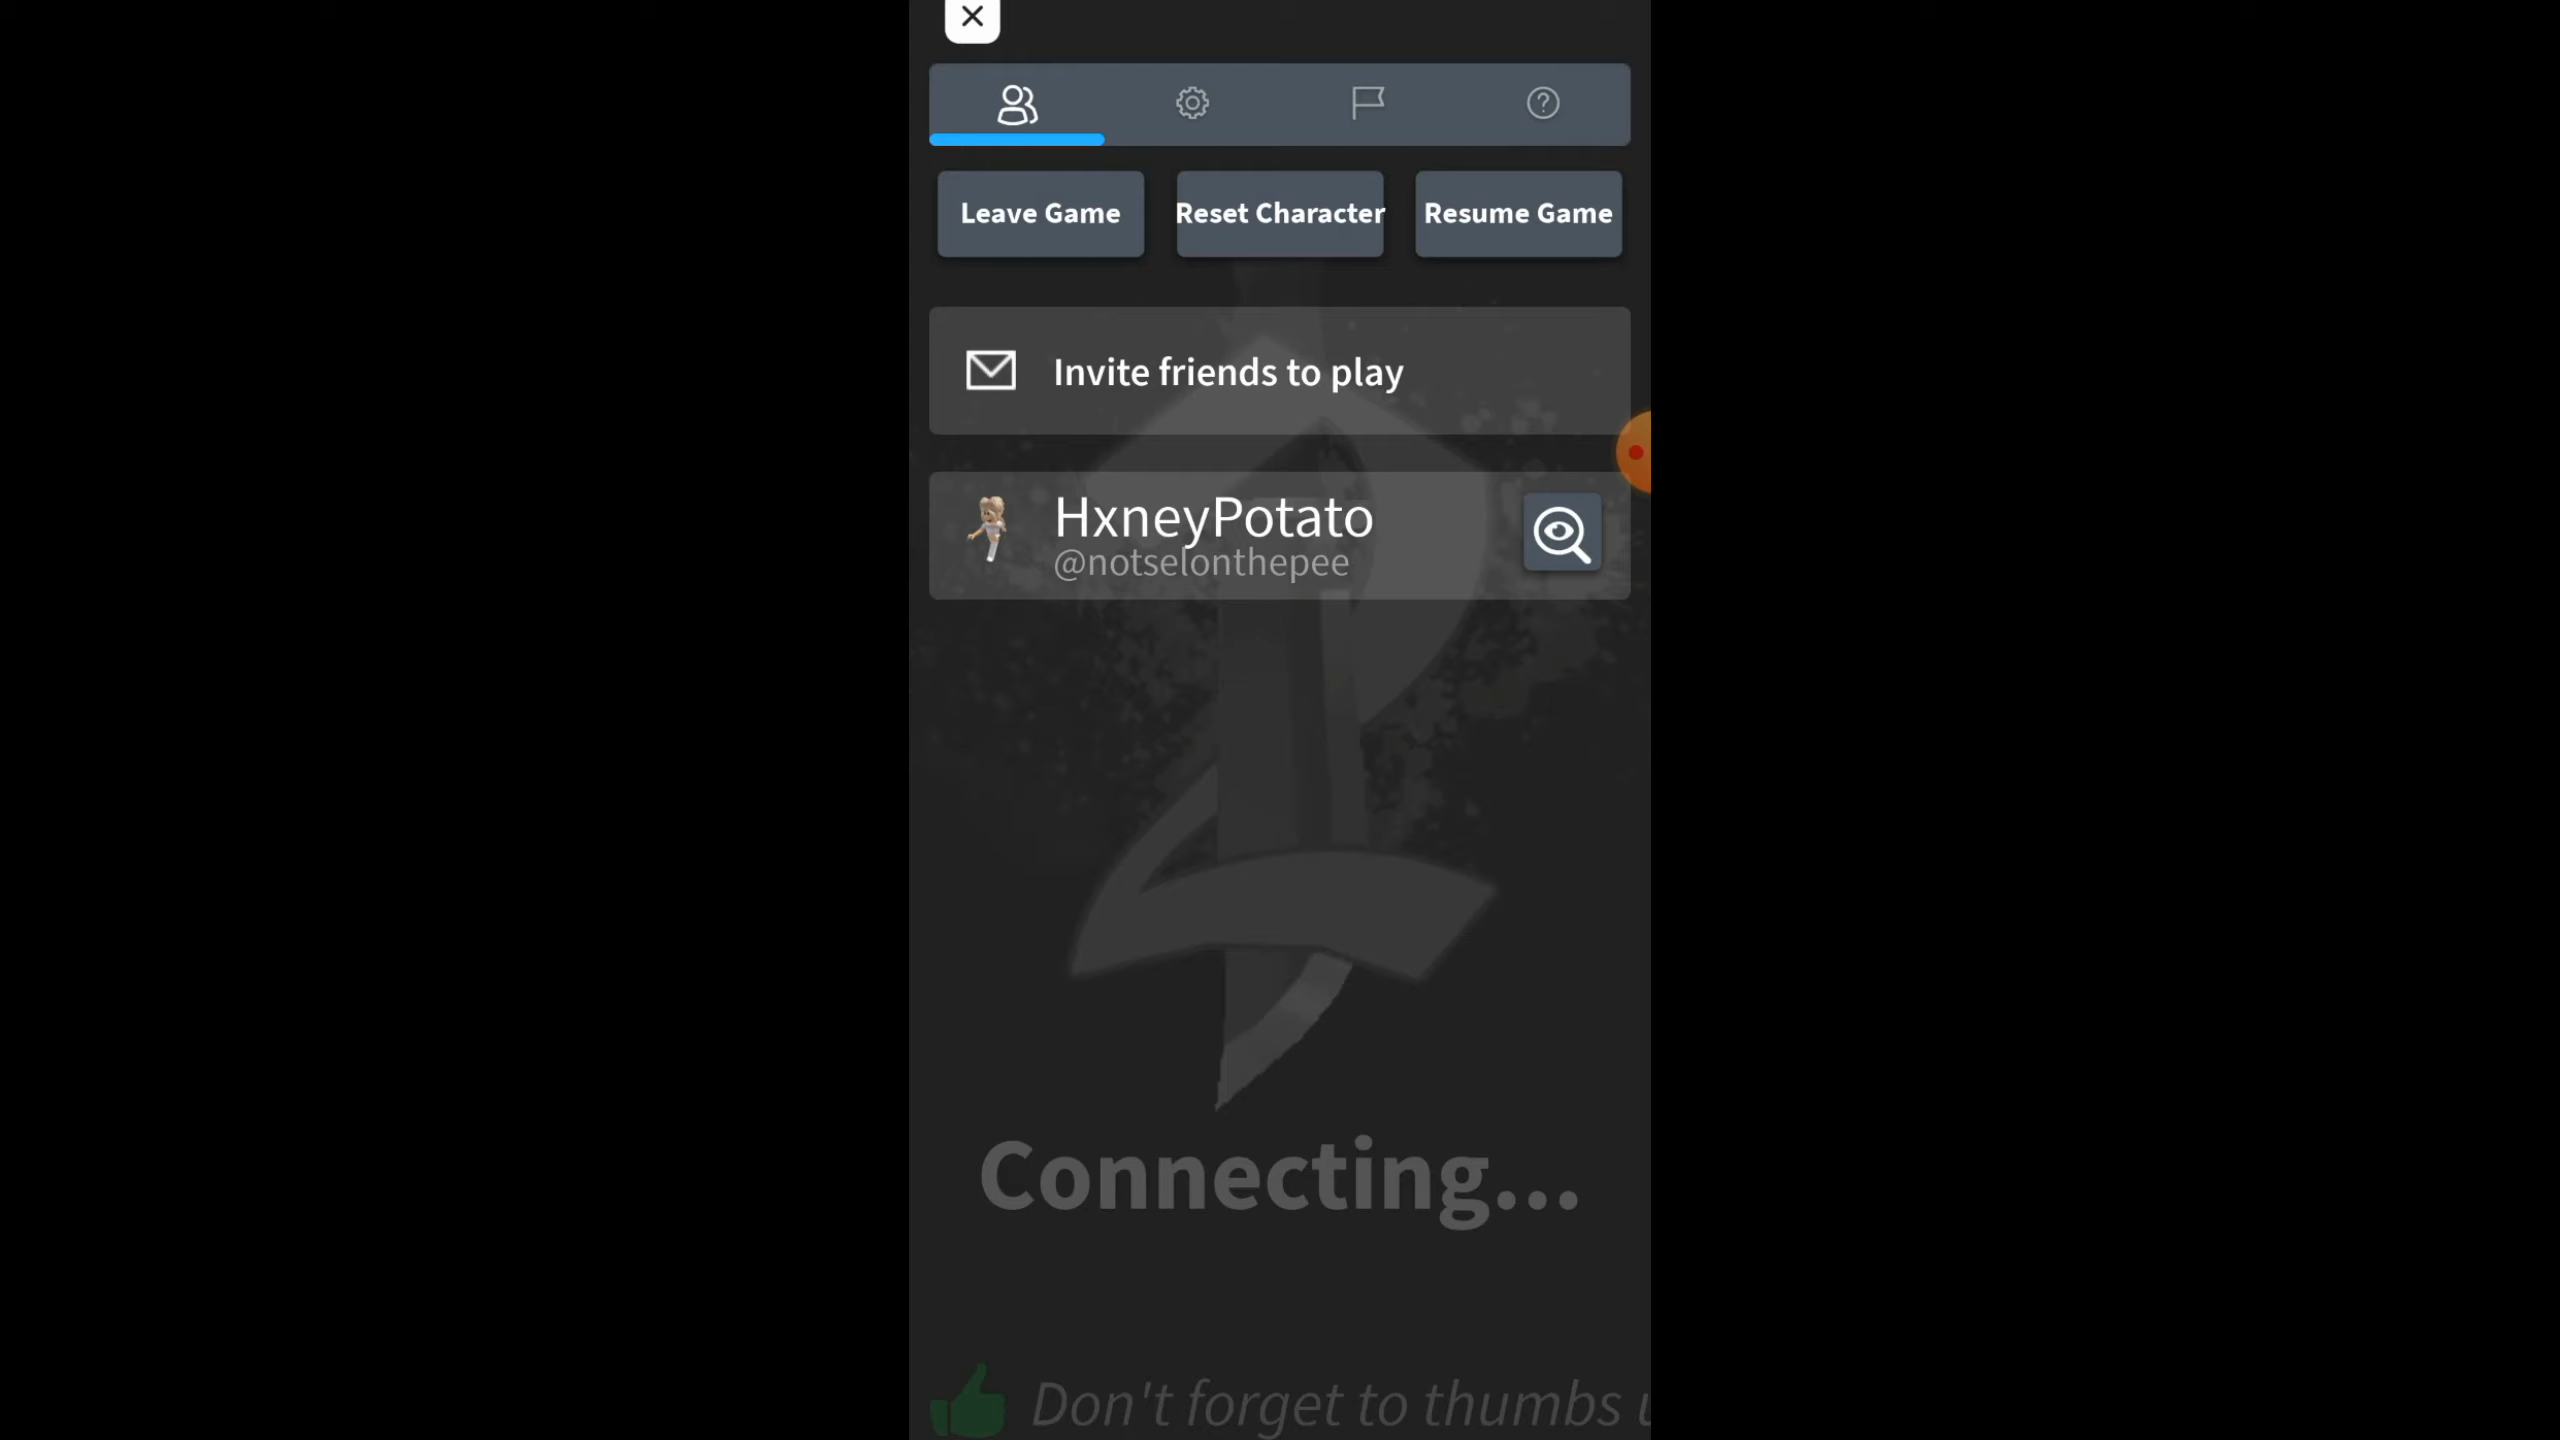 Leave Game
Reset Character
Resume Game
Invite friends to play
HxneyPotato
@notselonthepee
Connecting...
Don't forget to thumbs